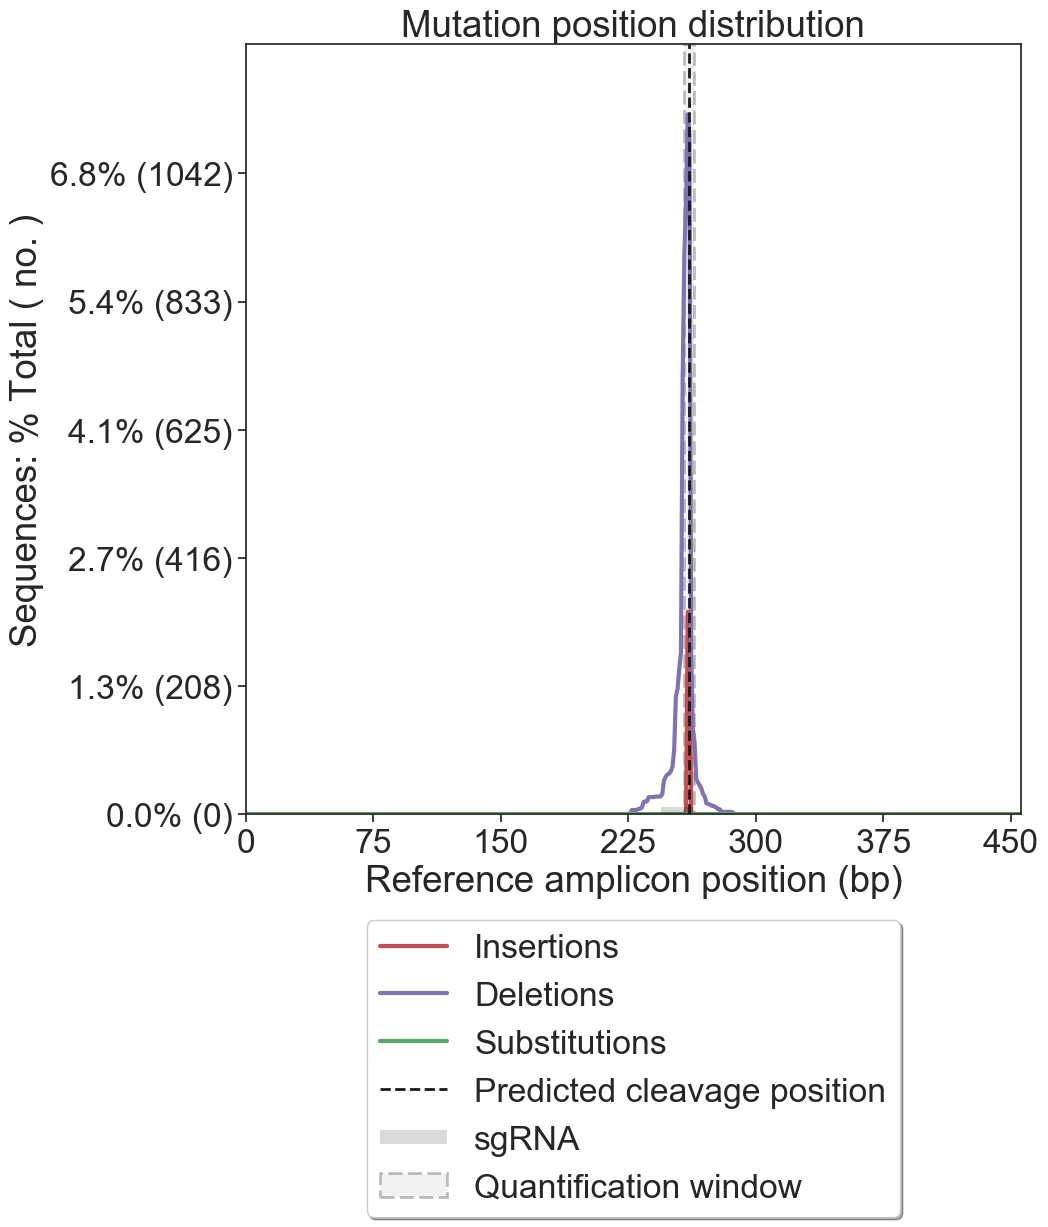 Mutation position distribution
Sequences: % Total ( no. )
6.8% (1042)
5.4% (833)
4.1% (625)
2.7% (416)
1.3% (208)
0.0% (0)
0 75 150 225 300 375 450
Reference amplicon position (bp)
Insertions
Deletions
Substitutions
Predicted cleavage position
sgRNA
Quantification window